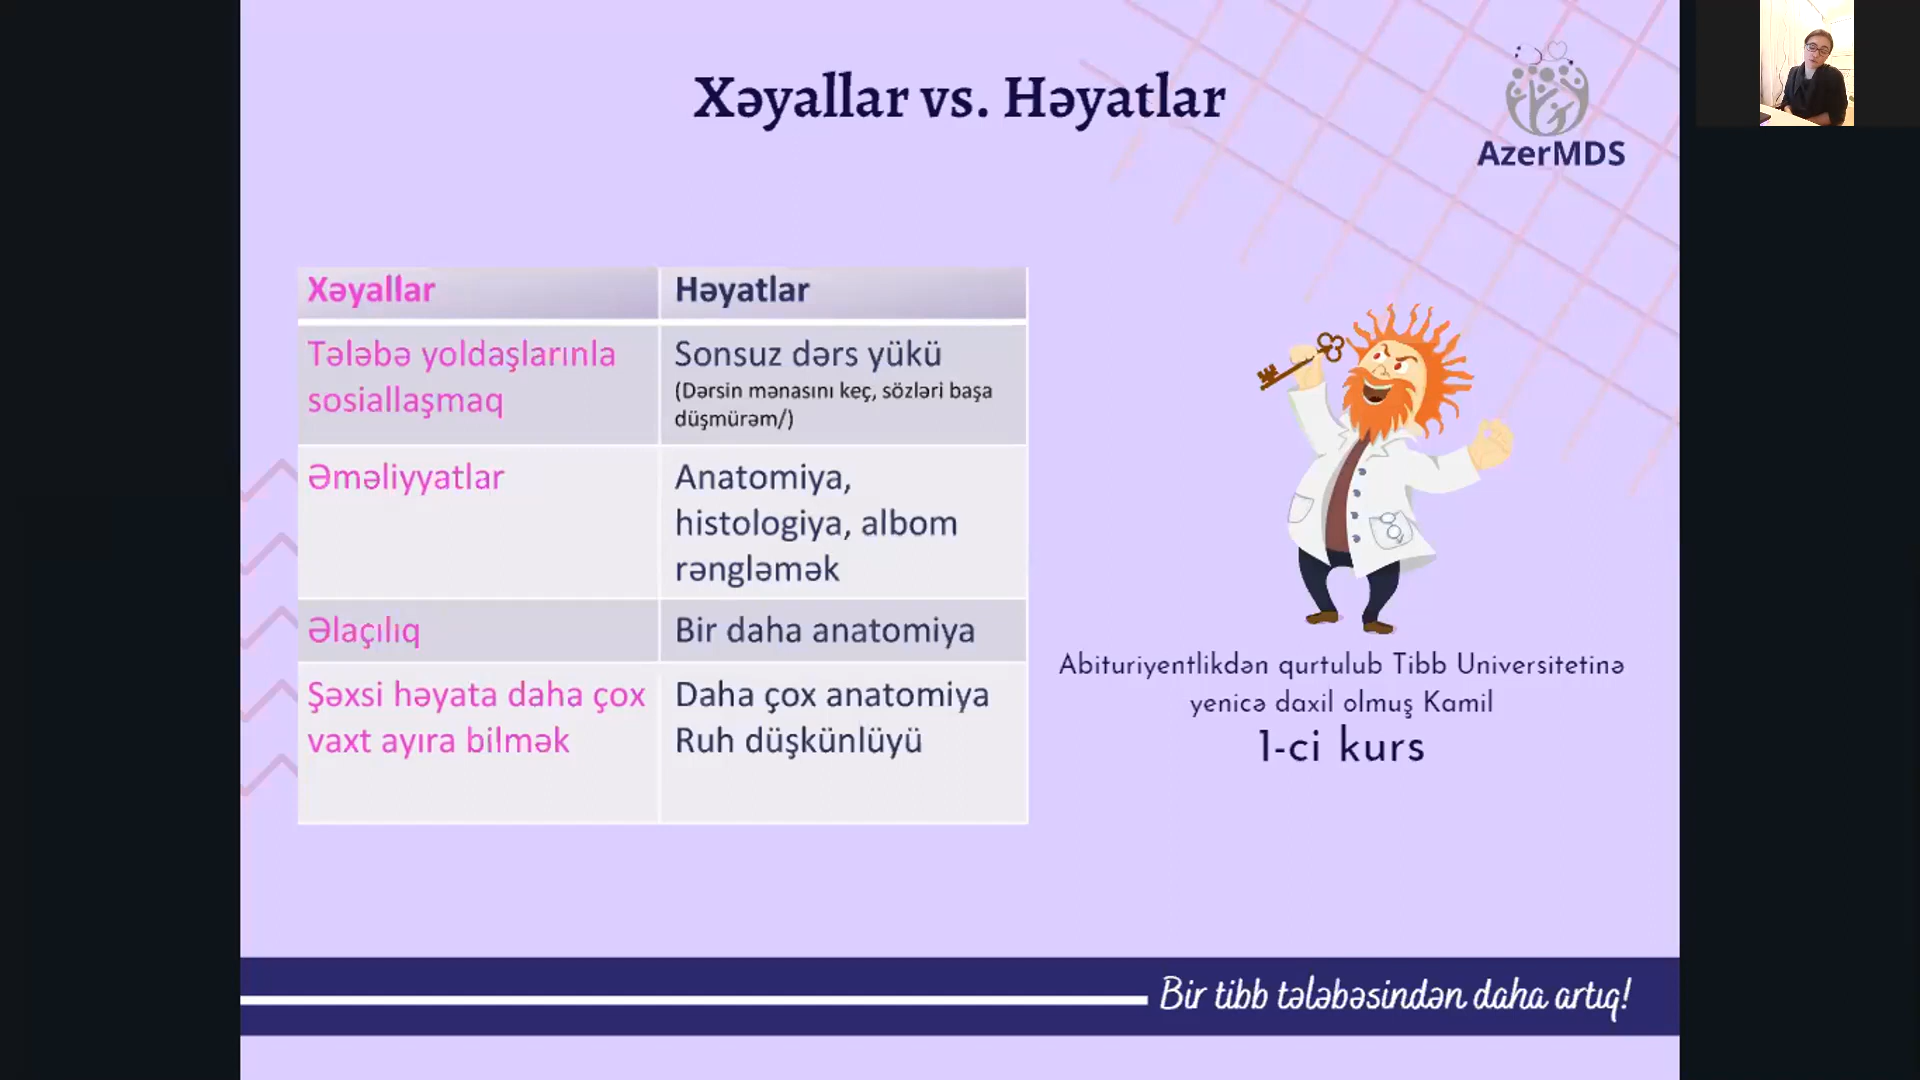 Xəyallar vs. Həyatlar
AzerMDS
Xəyallar
Həyatlar
Tələbə yoldaşlarınla
sosiallaşmaq
Sonsuz dərs yükü
(Dərsin mənasını keç, sözləri başa
düşmürəm/)
Əməliyyatlar
Anatomiya,
histologiya, albom
rəngləmək
Əlaçılıq
Bir daha anatomiya
Şəxsi həyata daha çox
vaxt ayıra bilmək
Daha çox anatomiya
Ruh düşkünlüyü
Abituriyentlikdən qurtulub Tibb Universitetinə
yenicə daxil olmuş Kamil
1-ci kurs
Bir tibb tələbəsindən daha artıq!